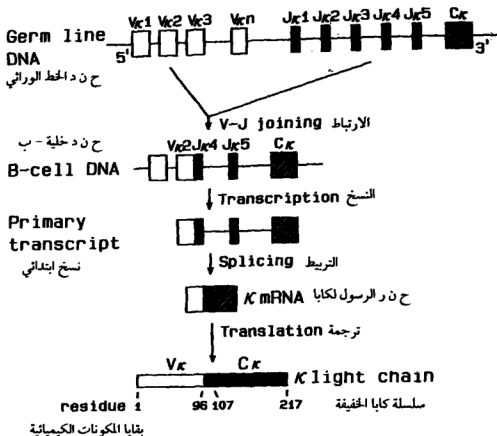 Vκ1 Vκ2 Vκ3 Vκn Jκ1 Jκ2 Jκ3 Jκ4 Jκ5 Cκ
Germ line
DNA 5' 3'
ح ن د الخط الوراثي
V-J joining الارتباط
ح ن د خلية - ب
Vκ2 Jκ4 Jκ5 Cκ
B-cell DNA
Transcription النسخ
Primary
transcript
نسخ ابتدائي
Splicing التربيط
κ mRNA ح ن ر الرسول لكابا
Translation ترجمة
Vκ Cκ
κ light chain
residue 1 96 107 217 سلسلة كابا الخفيفة
بقايا المكونات الكيميائية